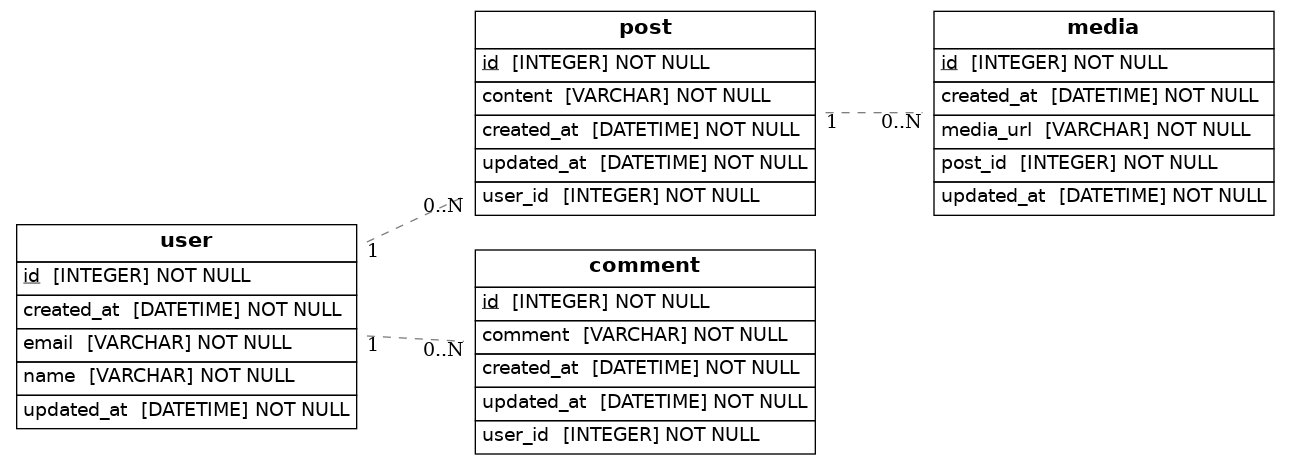 post
id [INTEGER] NOT NULL
content [VARCHAR] NOT NULL
created_at [DATETIME] NOT NULL
updated_at [DATETIME] NOT NULL
user_id [INTEGER] NOT NULL
1
0..N
media
id [INTEGER] NOT NULL
created_at [DATETIME] NOT NULL
media_url [VARCHAR] NOT NULL
post_id [INTEGER] NOT NULL
updated_at [DATETIME] NOT NULL
0..N
1
user
id [INTEGER] NOT NULL
created_at [DATETIME] NOT NULL
email [VARCHAR] NOT NULL
name [VARCHAR] NOT NULL
updated_at [DATETIME] NOT NULL
1
0..N
comment
id [INTEGER] NOT NULL
comment [VARCHAR] NOT NULL
created_at [DATETIME] NOT NULL
updated_at [DATETIME] NOT NULL
user_id [INTEGER] NOT NULL